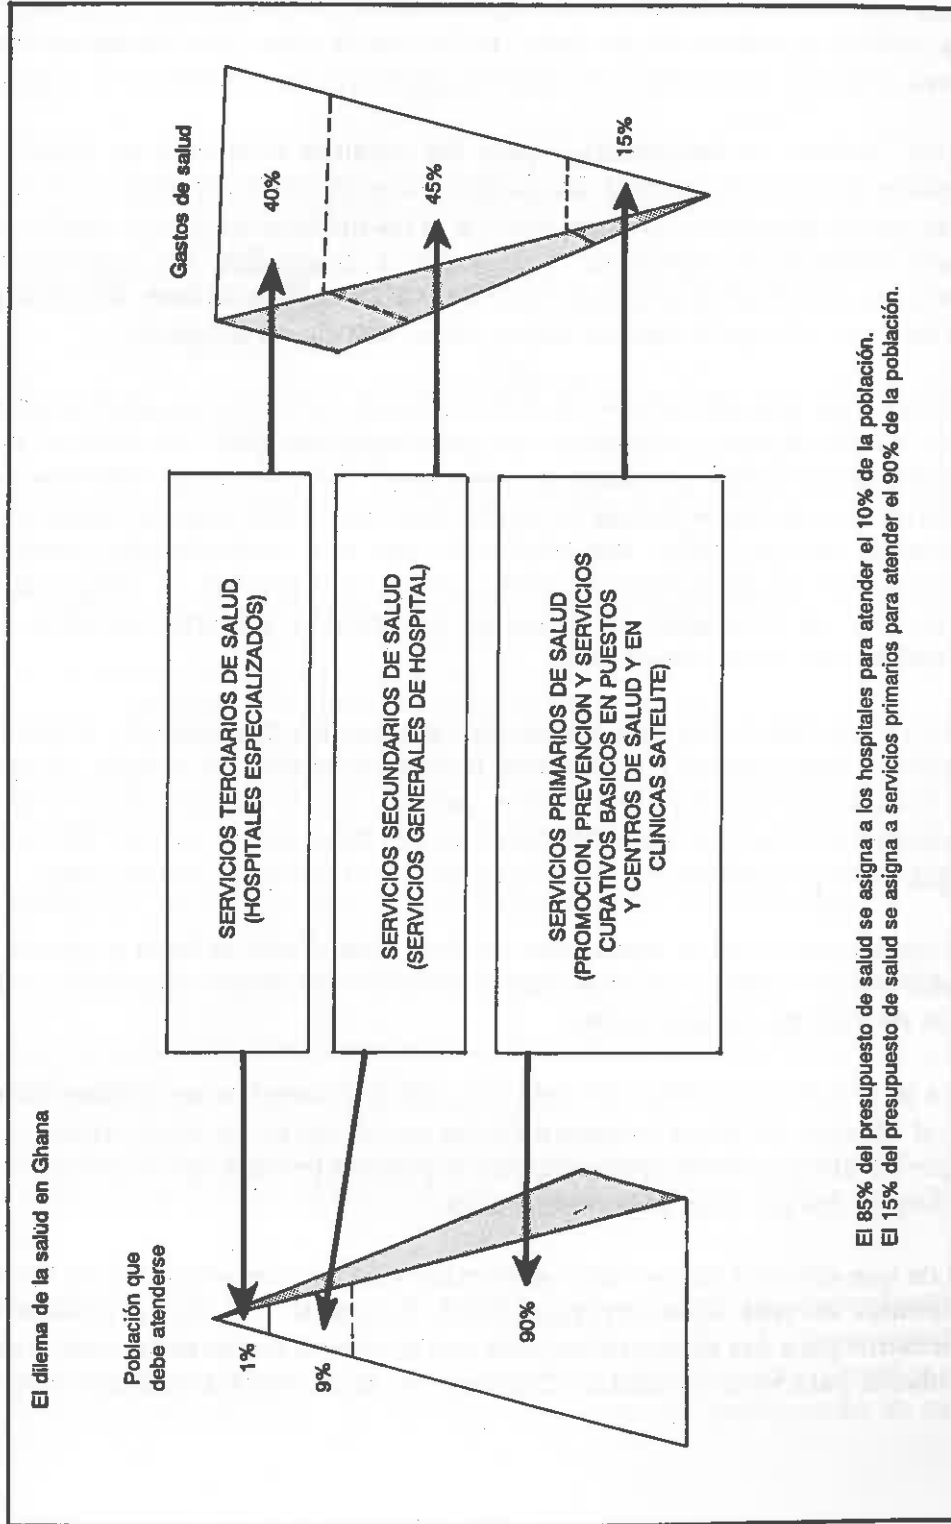 El dilema de la salud en Ghana
Población que
debe atenderse
Gastos de salud
1%
SERVICIOS TERCIARIOS DE SALUD
(HOSPITALES ESPECIALIZADOS)
40%
9%
SERVICIOS SECUNDARIOS DE SALUD
(SERVICIOS GENERALES DE HOSPITAL)
45%
90%
SERVICIOS PRIMARIOS DE SALUD
(PROMOCION, PREVENCION Y SERVICIOS
CURATIVOS BASICOS EN PUESTOS
Y CENTROS DE SALUD Y EN
CLINICAS SATELITE)
15%
El 85% del presupuesto de salud se asigna a los hospitales para atender el 10% de la población.
El 15% del presupuesto de salud se asigna a servicios primarios para atender el 90% de la población.